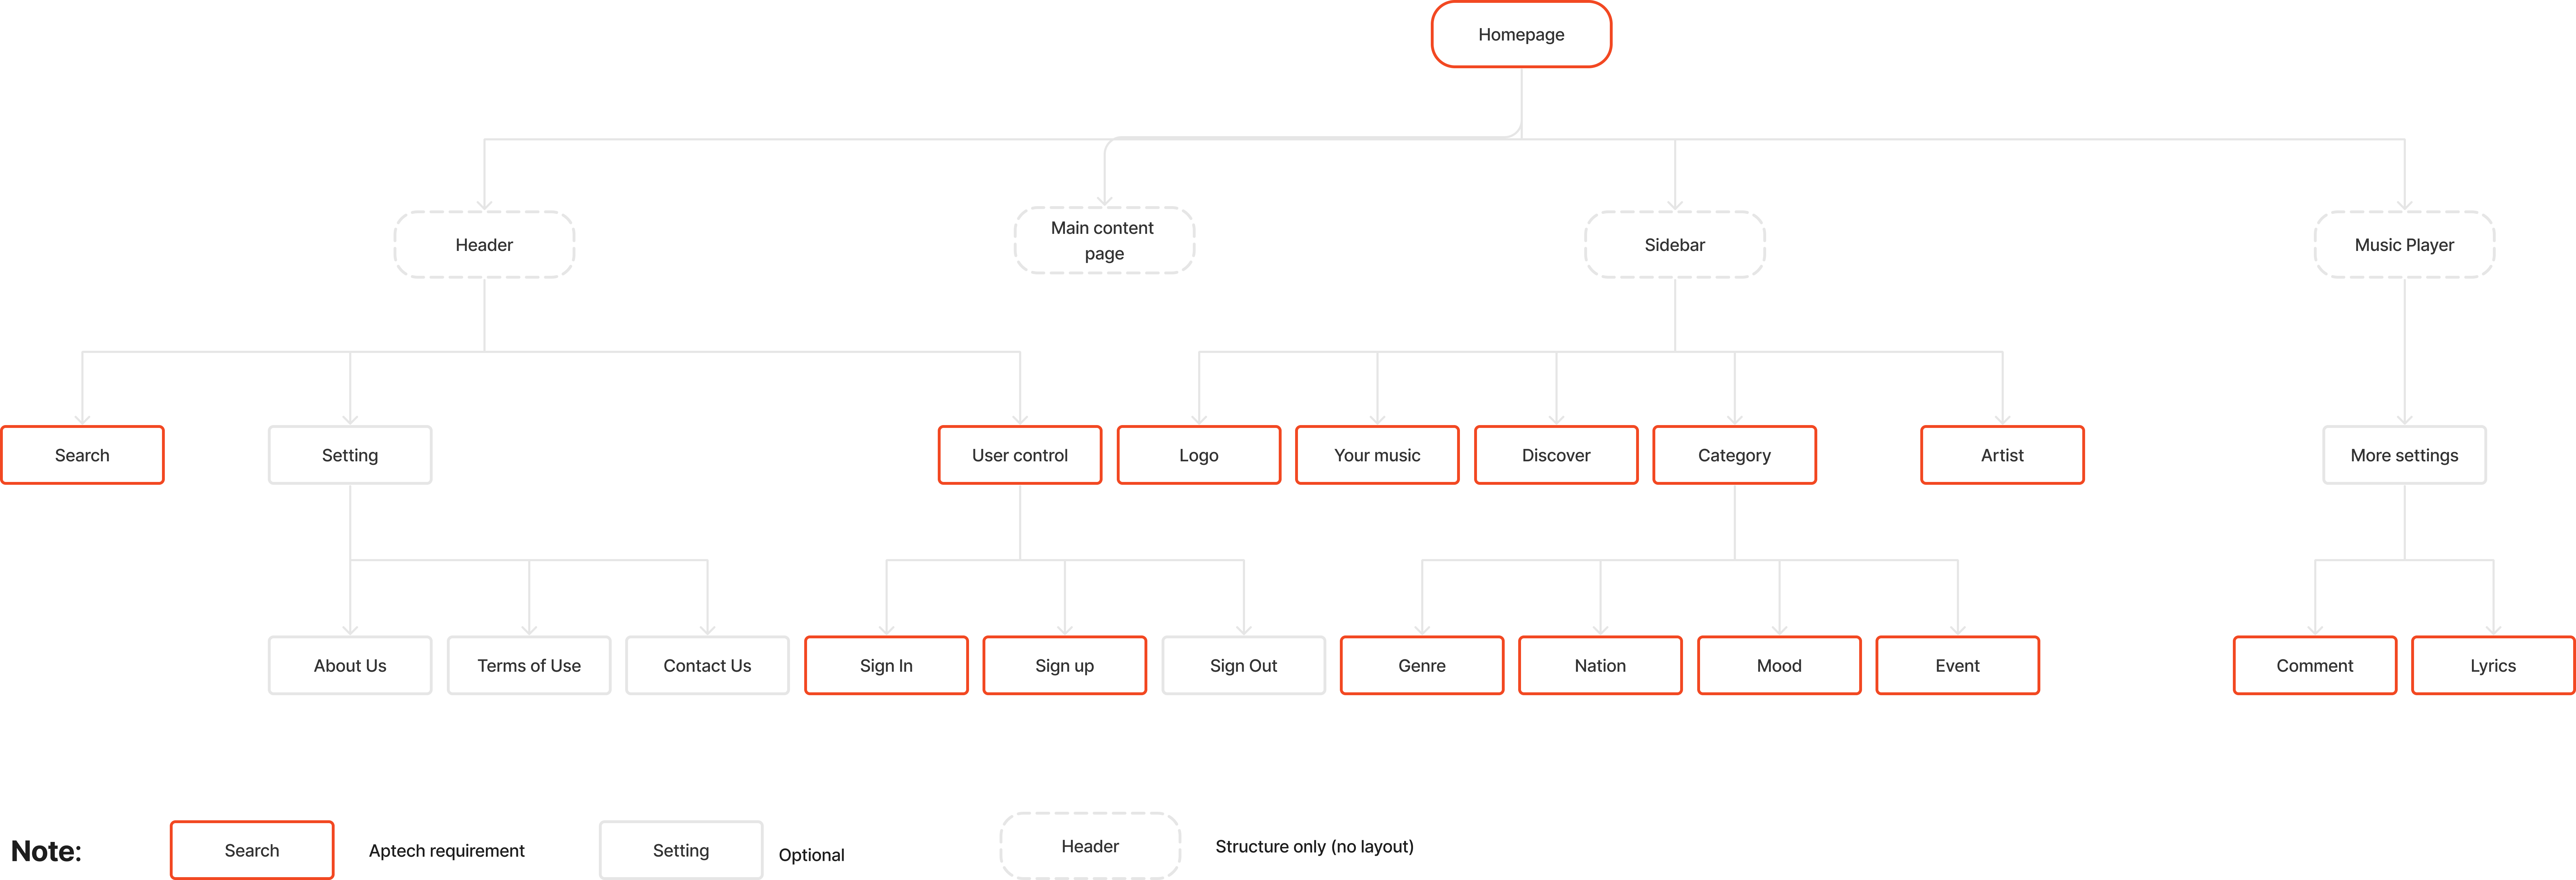 Homepage
Header
Main content
page
Sidebar
Music Player
Search
Setting
User control
Logo
Your music
Discover
Category
Artist
More settings
About Us
Terms of Use
Contact Us
Sign In
Sign up
Sign Out
Genre
Nation
Mood
Event
Comment
Lyrics
Note:
Search
Aptech requirement
Setting
Optional
Header
Structure only (no layout)